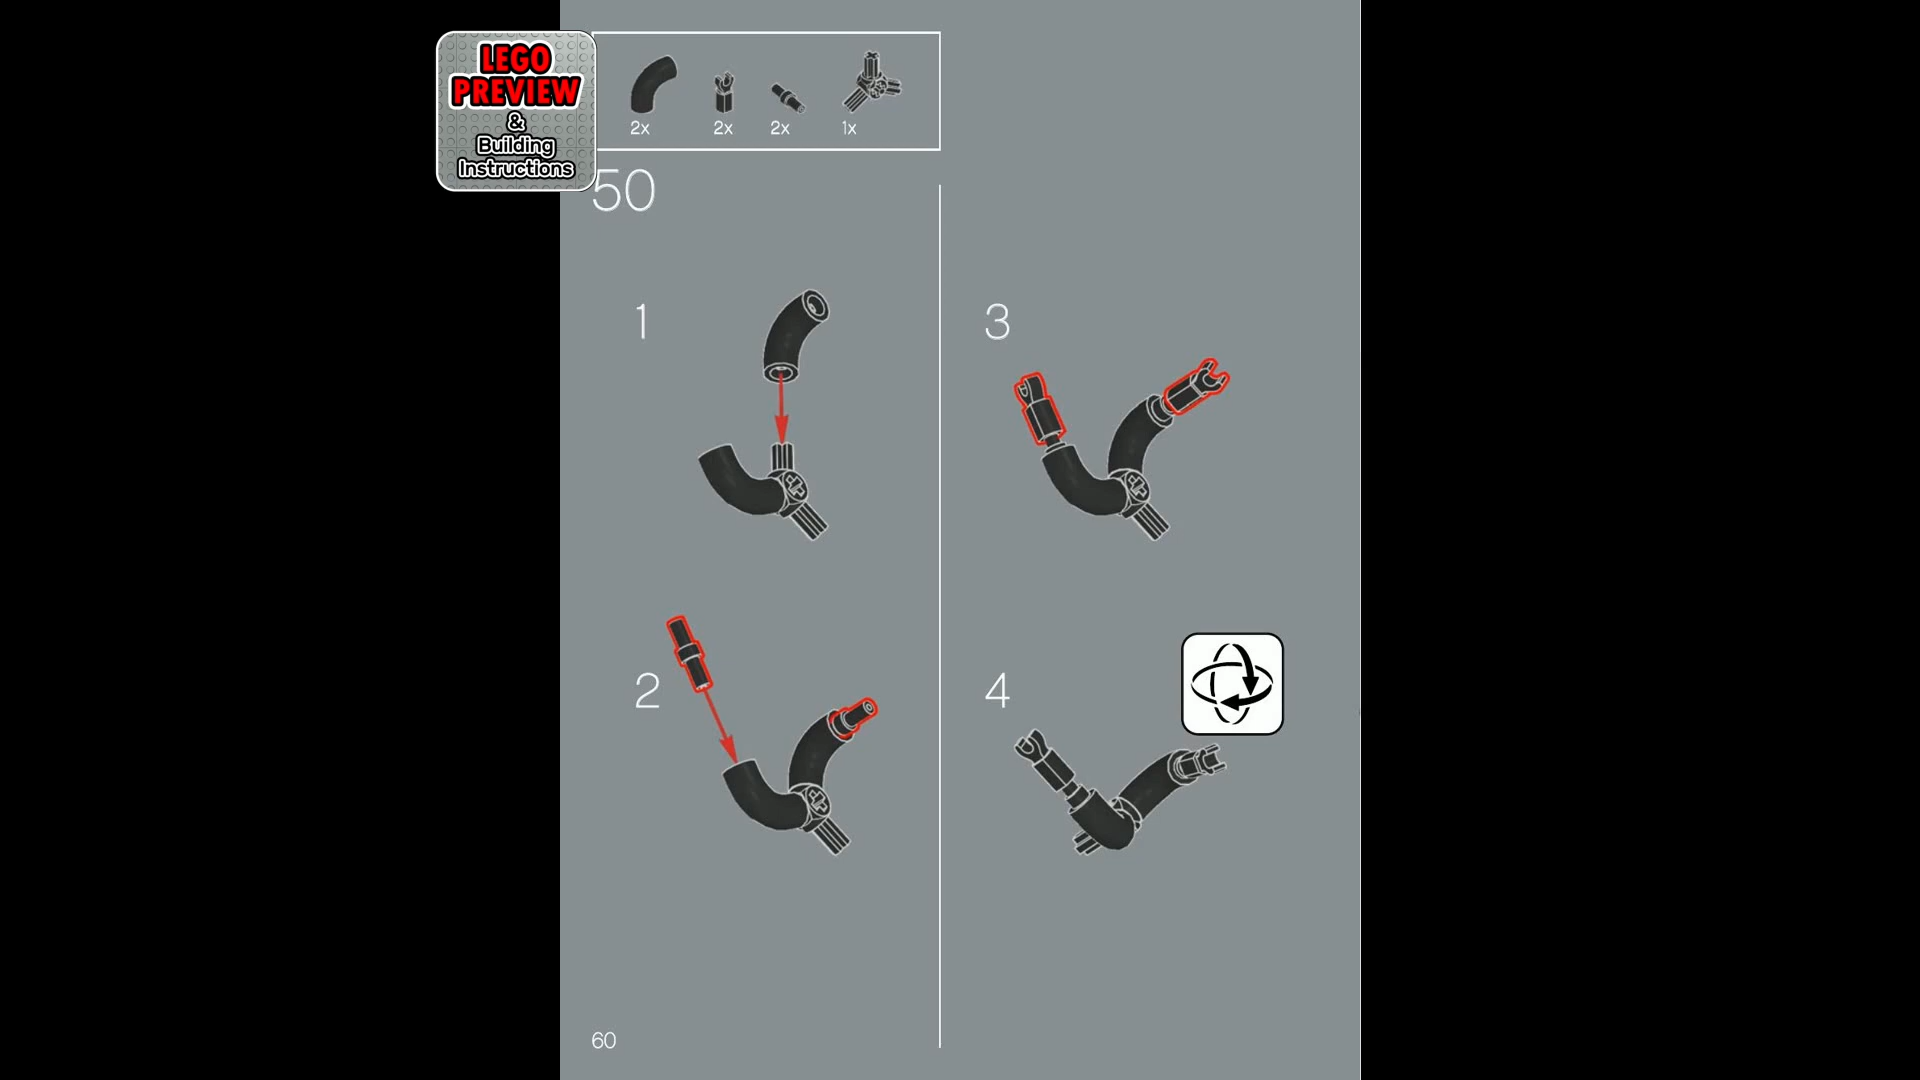 LEGO
PREVIEW
&
Building
Instructions
2x 2x 2x 1x
50
1
3
2
4
60